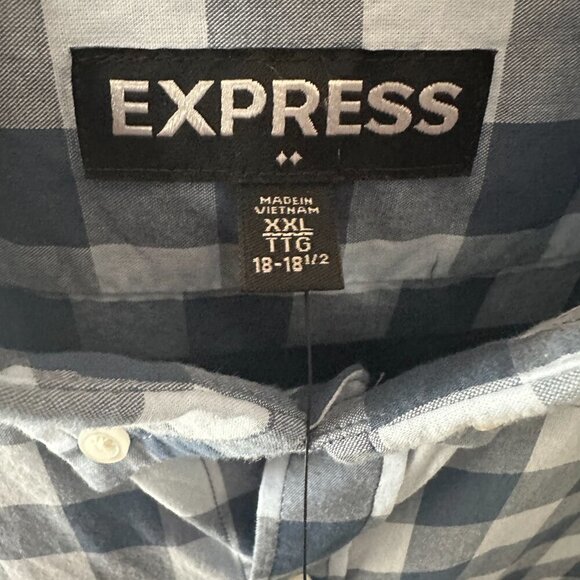 EXPRESS
MADE IN
VIETNAM
XXL
TTG
18-18 1/2